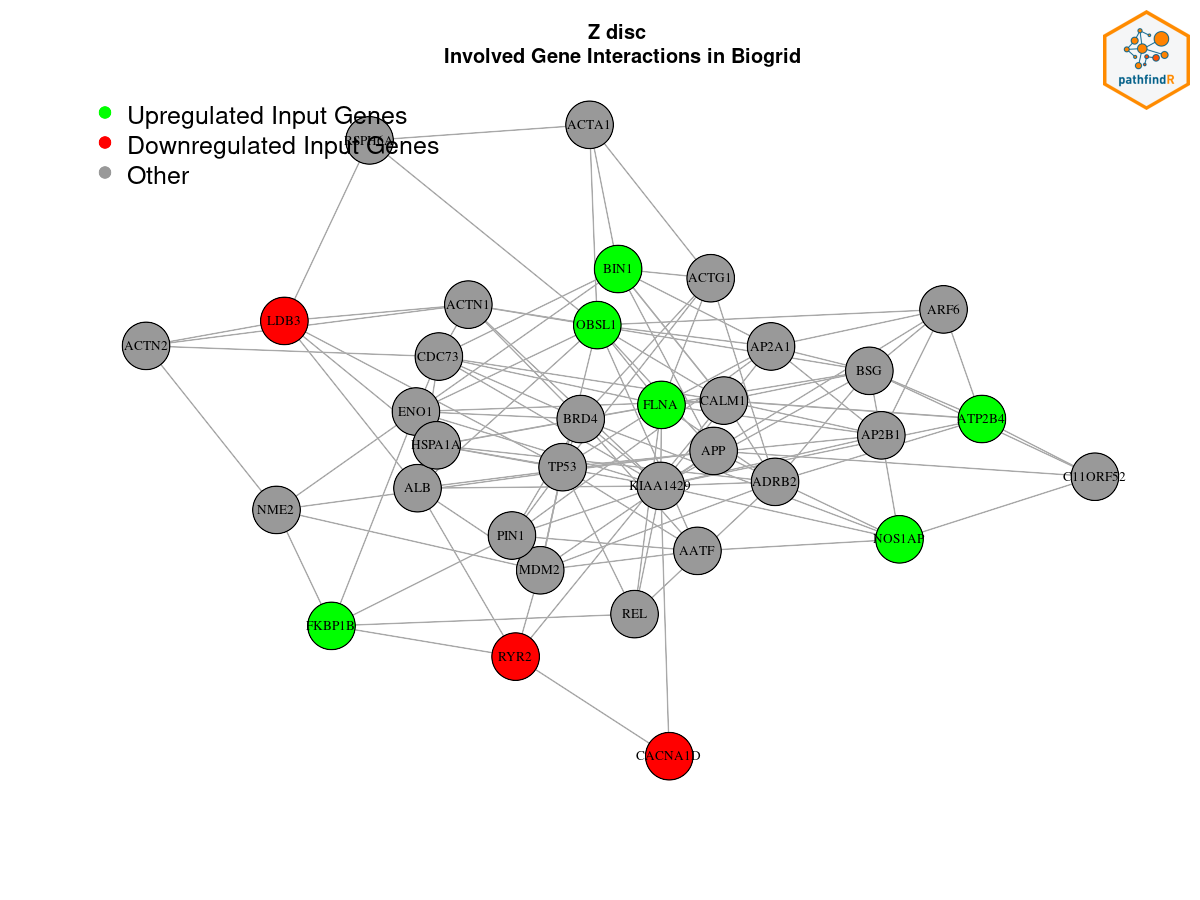 Z disc
Involved Gene Interactions in Biogrid
pathfindR
Upregulated Input Genes
Downregulated Input Genes
Other
ACTA1
BIN1
ACTG1
LDB3
ACTN1
OBSL1
ARF6
ACTN2
CDC73
AP2A1
BSG
ENO1
BRD4
FLNA
CALM1
ATP2B4
HSPA1A
AP2B1
TP53
APP
C11ORF52
ALB
KIAA1429
ADRB2
NME2
PIN1
NOS1AP
MDM2
AATF
FKBP1B
REL
RYR2
CACNA1D